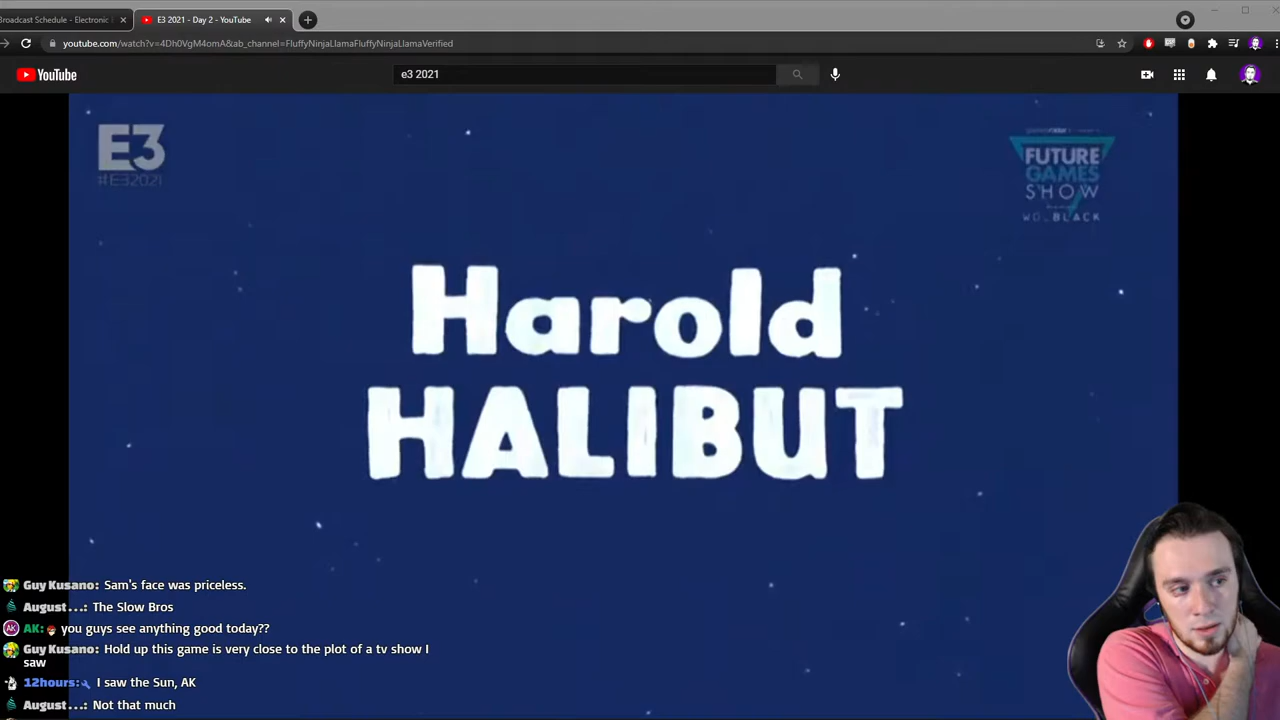 Broadcast Schedule - Electronic
E3 2021 - Day 2 - YouTube
youtube.com/watch?v=4Dh0VgM4omA&ab_channel=FluffyNinjaLlamaFluffyNinjaLlamaVerified
YouTube
e3 2021
E3
#E32021
FUTURE
GAMES
SHOW
Harold
HALIBUT
Guy Kusano: Sam's face was priceless.
August...: The Slow Bros
AK: you guys see anything good today??
Guy Kusano: Hold up this game is very close to the plot of a tv show I
saw
12hours: I saw the Sun, AK
August...: Not that much